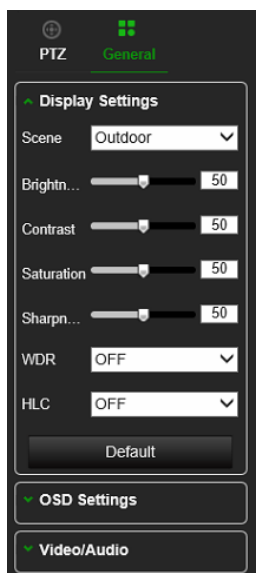 PTZ General
Display Settings
Scene Outdoor
Brightn... 50
Contrast 50
Saturation 50
Sharpn... 50
WDR OFF
HLC OFF
Default
OSD Settings
Video/Audio